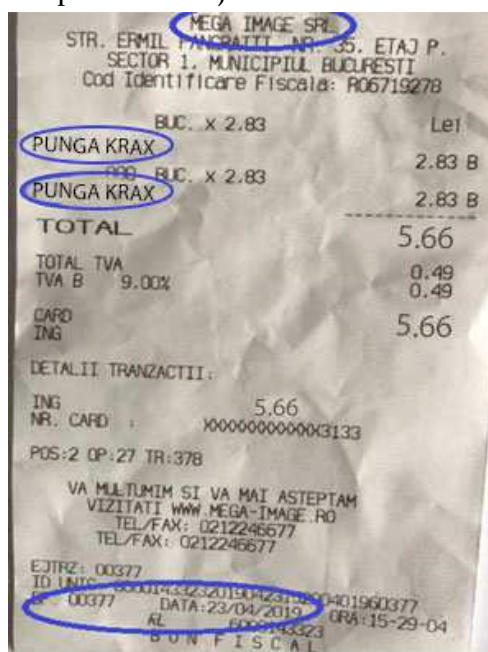 MEGA IMAGE SRL
STR. ERMIL PANGRATTI NR. 35. ETAJ P.
SECTOR 1. MUNICIPIUL BUCURESTI
Cod Identificare Fiscala: RO6719278
BUC. x 2.83 Lei
PUNGA KRAX
2.83 B
BUC. x 2.83
PUNGA KRAX
2.83 B
TOTAL 5.66
TOTAL TVA 0.49
TVA B 9.00% 0.49
CARD 5.66
ING
DETALII TRANZACTII:
ING 5.66
NR. CARD : XXXXXXXXXXXX3133
POS:2 OP:27 TR:378
VA MULTUMIM SI VA MAI ASTEPTAM
VIZITATI WWW.MEGA-IMAGE.RO
TEL/FAX: 0212246677
TEL/FAX: 0212246677
EJTRZ: 00377
ID UNIC:
00377 DATA:23/04/2019 ORA:15-29-04
RL
BON FISCAL